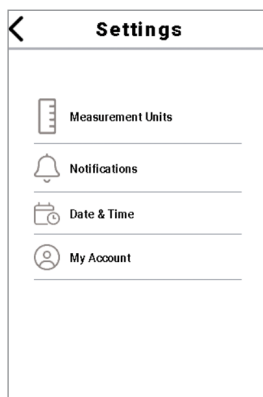 Settings
Measurement Units
Notifications
Date & Time
My Account